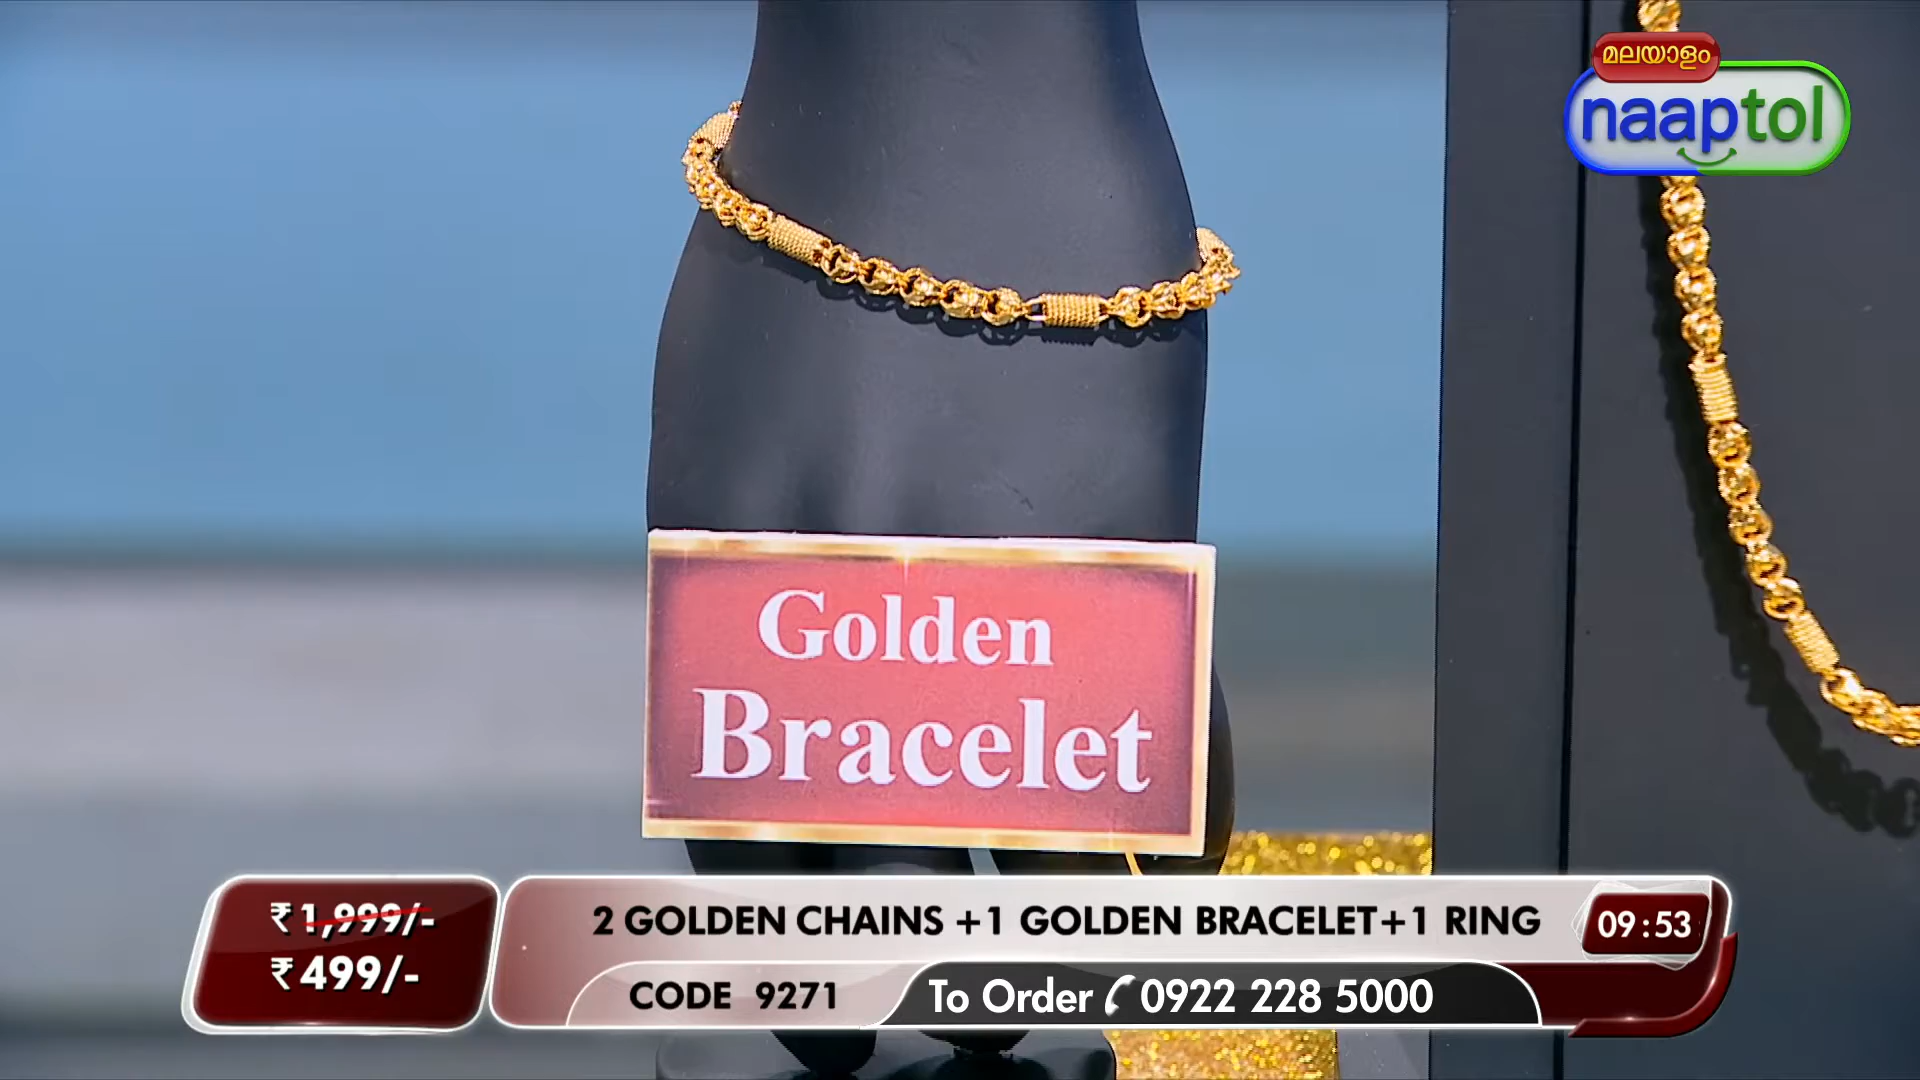 മലയാളം
naaptol
Golden
Bracelet
₹ 1,999/-
₹ 499/-
2 GOLDEN CHAINS +1 GOLDEN BRACELET+1 RING
09:53
CODE 9271
To Order 0922 228 5000